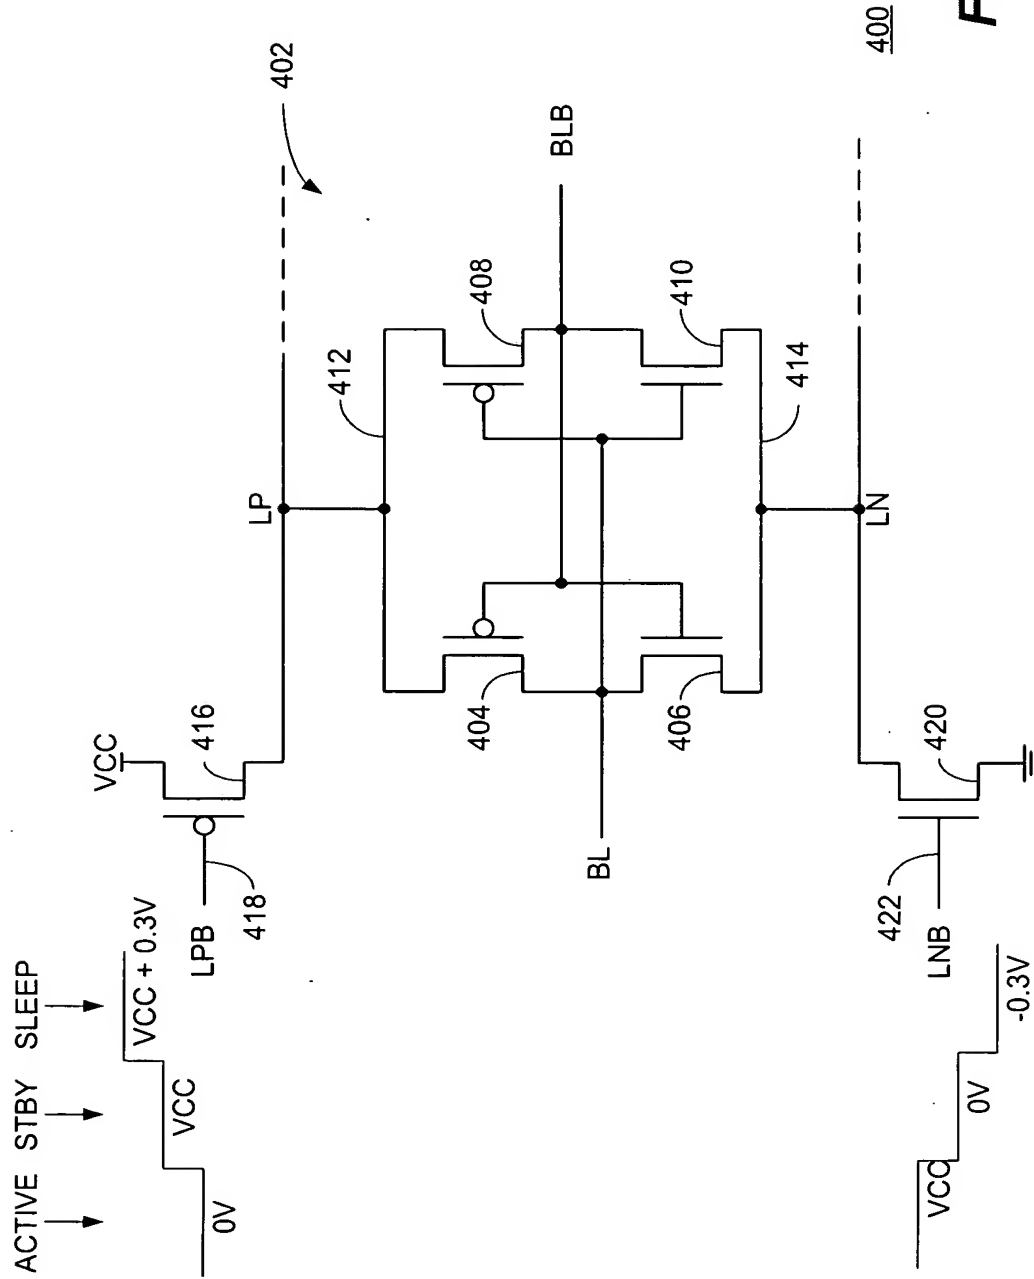 ACTIVE STBY SLEEP
0V
VCC
VCC + 0.3V
LPB
418
VCC
416
LP
402
412
404
408
BL
BLB
406
410
414
LN
LNB
422
420
VCC
0V
-0.3V
400
F